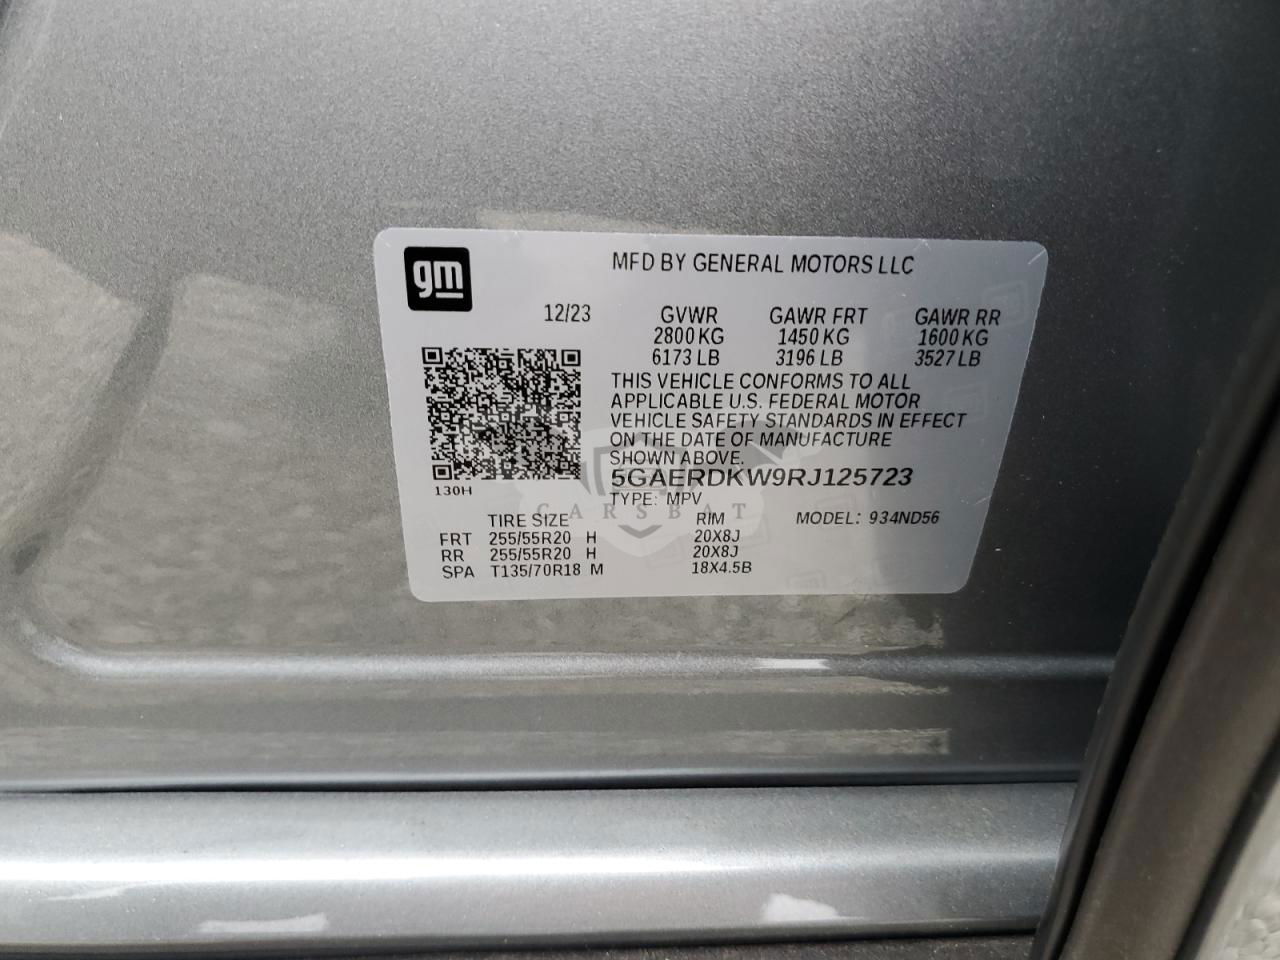 gm
MFD BY GENERAL MOTORS LLC
12/23 GVWR GAWR FRT GAWR RR
2800 KG 1450 KG 1600 KG
6173 LB 3196 LB 3527 LB
THIS VEHICLE CONFORMS TO ALL
APPLICABLE U.S. FEDERAL MOTOR
VEHICLE SAFETY STANDARDS IN EFFECT
ON THE DATE OF MANUFACTURE
SHOWN ABOVE.
5GAERDKW9RJ125723
130H
TYPE: MPV
CARSBAT
TIRE SIZE RIM MODEL: 934ND56
FRT 255/55R20 H 20X8J
RR 255/55R20 H 20X8J
SPA T135/70R18 M 18X4.5B